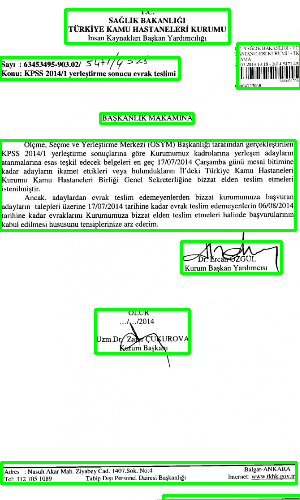 T.C.
SAĞLIK BAKANLIĞI
TÜRKİYE KAMU HASTANELERİ KURUMU
İnsan Kaynakları Başkan Yardımcılığı
Sayı : 63453495-903.02/
Konu: KPSS 2014/1 yerleştirme sonucu evrak teslimi
BAŞKANLIK MAKAMINA
Ölçme, Seçme ve Yerleştirme Merkezi (ÖSYM) Başkanlığı tarafından gerçekleştirilen
KPSS 2014/1 yerleştirme sonuçlarına göre Kurumumuz kadrolarına yerleşen adayların
atanmalarına esas teşkil edecek belgeleri en geç 17/07/2014 Çarşamba günü mesai bitimine
kadar adayların ikamet ettikleri veya bulundukları İl'deki Türkiye Kamu Hastaneleri
Kurumu Kamu Hastaneleri Birliği Genel Sekreterliğine bizzat elden teslim etmeleri
istenilmiştir.
Ancak, adaylardan evrak teslim edemeyenlerden bizzat kurumumuza başvuran
adayların talepleri üzerine 17/07/2014 tarihine kadar evrak teslim edemeyenlerin 06/08/2014
tarihine kadar evraklarını Kurumumuza bizzat elden teslim etmeleri halinde başvurularının
kabul edilmesi hususunu tensiplerinize arz ederim.
Dr. Ercan ÖZGÜL
Kurum Başkan Yardımcısı
OLUR
.../.../2014
Uzm.Dr. Zafer ÇUKUROVA
Kurum Başkanı
Adres : Nasuh Akar Mah. Ziyabey Cad. 1407.Sok. No:4 Balgat-ANKARA
Tel: 312 705 1089 Tabip Dışı Personel Dairesi Başkanlığı Internet: www.tkhk.gov.tr